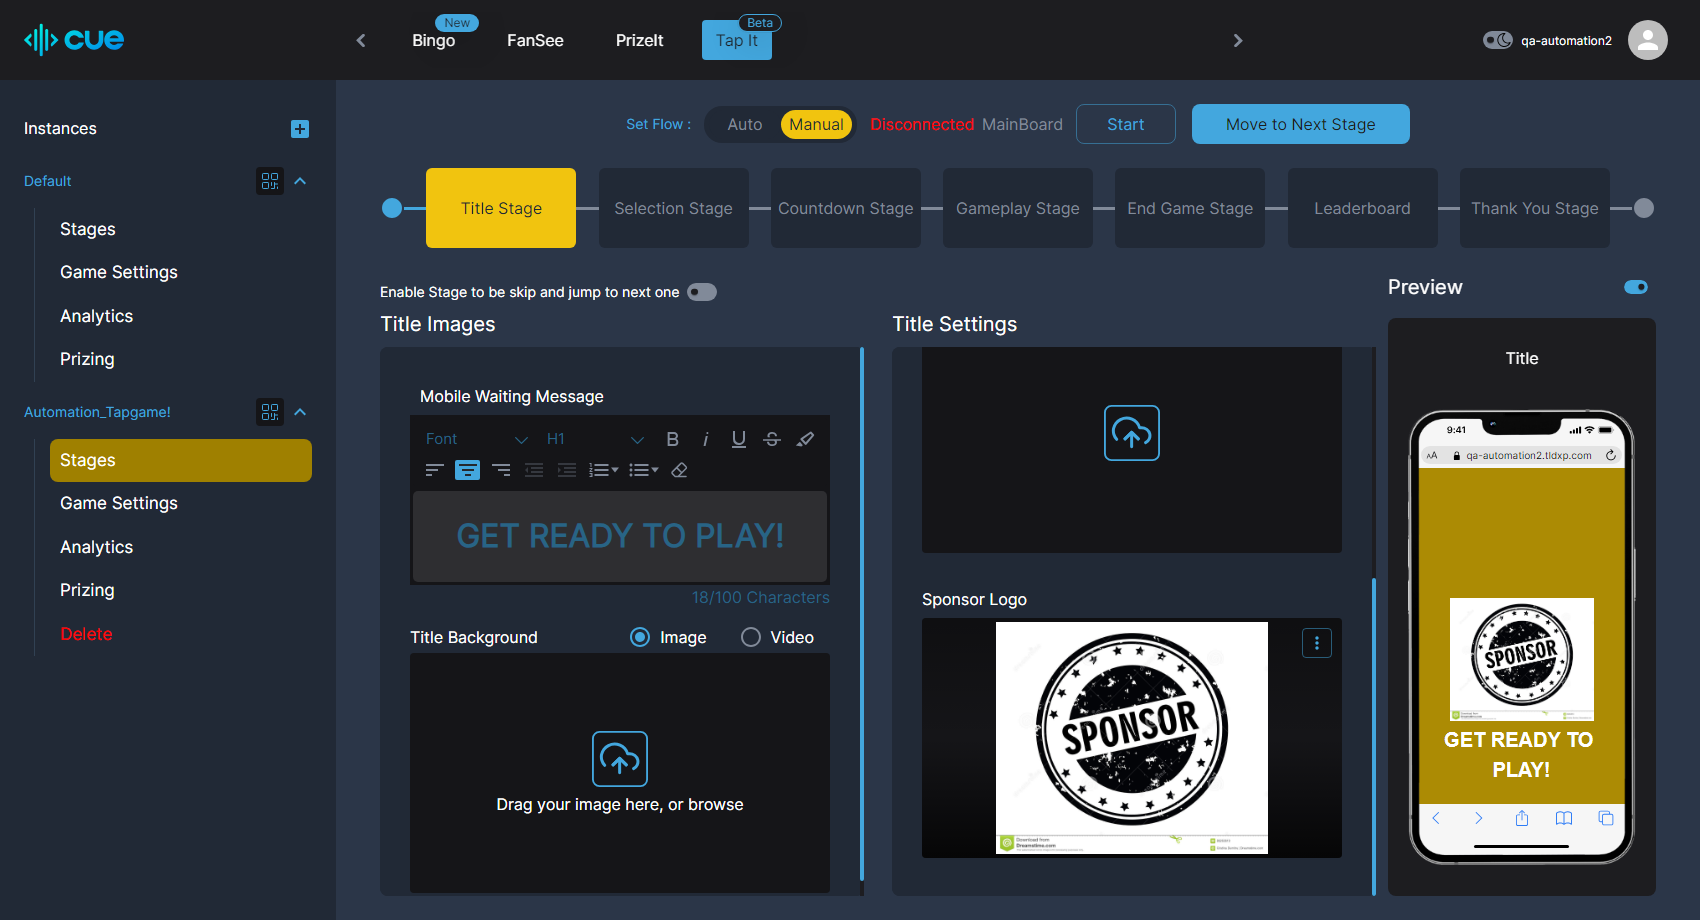 cue
Bingo
New
FanSee
PrizeIt
Tap It
Beta
qa-automation2
Instances
Default
Stages
Game Settings
Analytics
Prizing
Automation_Tapgame!
Stages
Game Settings
Analytics
Prizing
Delete
Set Flow :
Auto
Manual
Disconnected MainBoard
Start
Move to Next Stage
Title Stage
Selection Stage
Countdown Stage
Gameplay Stage
End Game Stage
Leaderboard
Thank You Stage
Enable Stage to be skip and jump to next one
Title Images
Mobile Waiting Message
Font
H1
B
i
U
S
GET READY TO PLAY!
18/100 Characters
Title Background
Image
Video
Drag your image here, or browse
Title Settings
Sponsor Logo
SPONSOR
Download from
Dreamstime.com
Preview
Title
9:41
AA
qa-automation2.tldxp.com
SPONSOR
GET READY TO
PLAY!